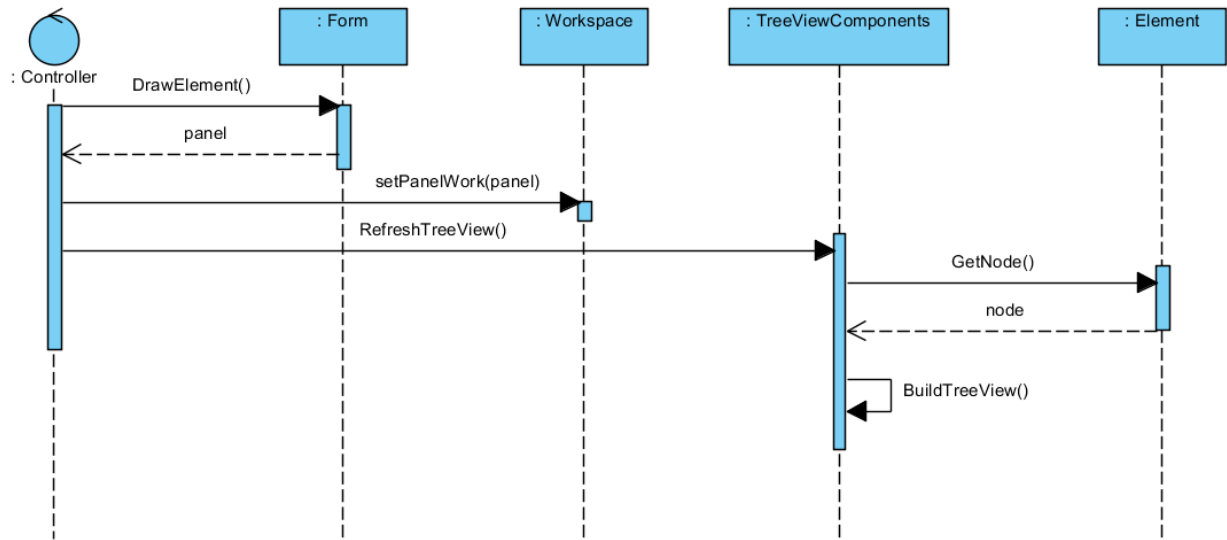 : Form
: Workspace
: TreeViewComponents
: Element
: Controller
DrawElement()
panel
setPanelWork(panel)
RefreshTreeView()
GetNode()
node
BuildTreeView()